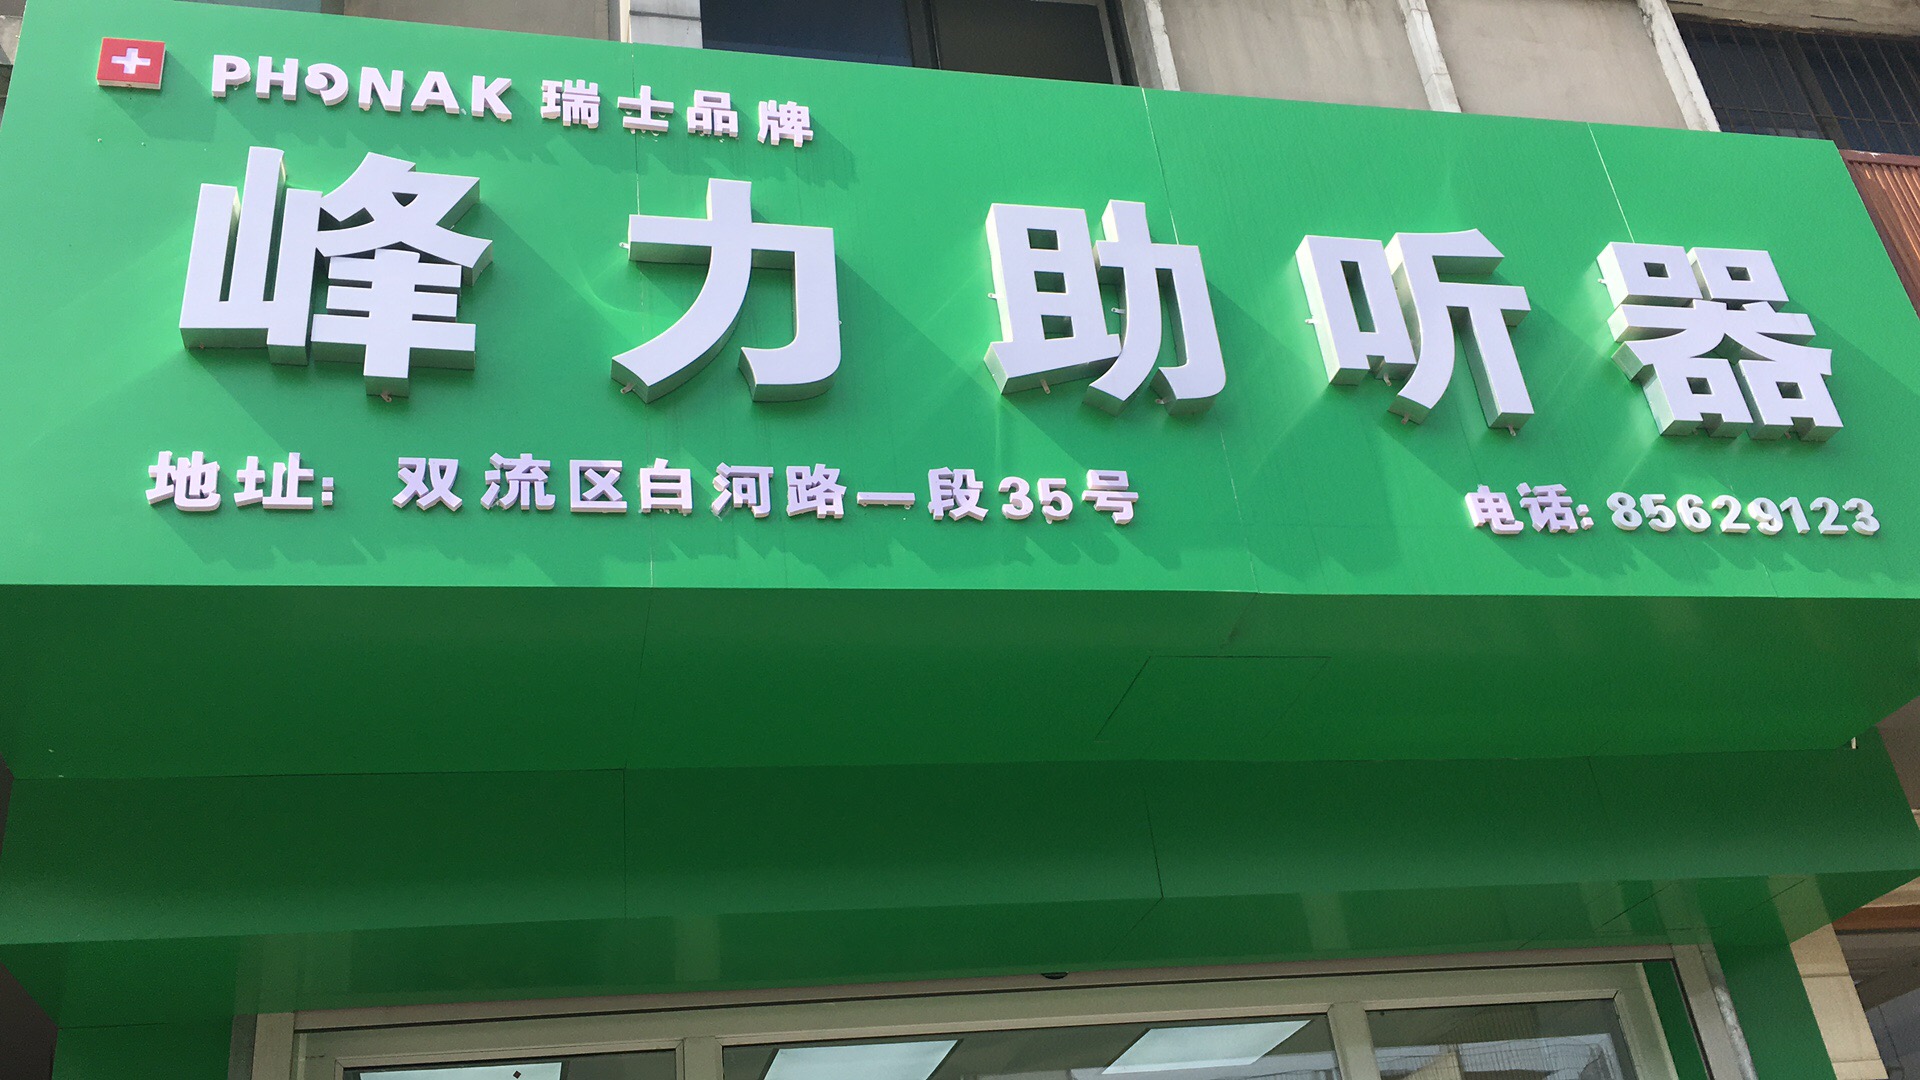 PHONAK 瑞士品牌
峰力助听器
地址: 双流区白河路一段35号
电话: 85629123